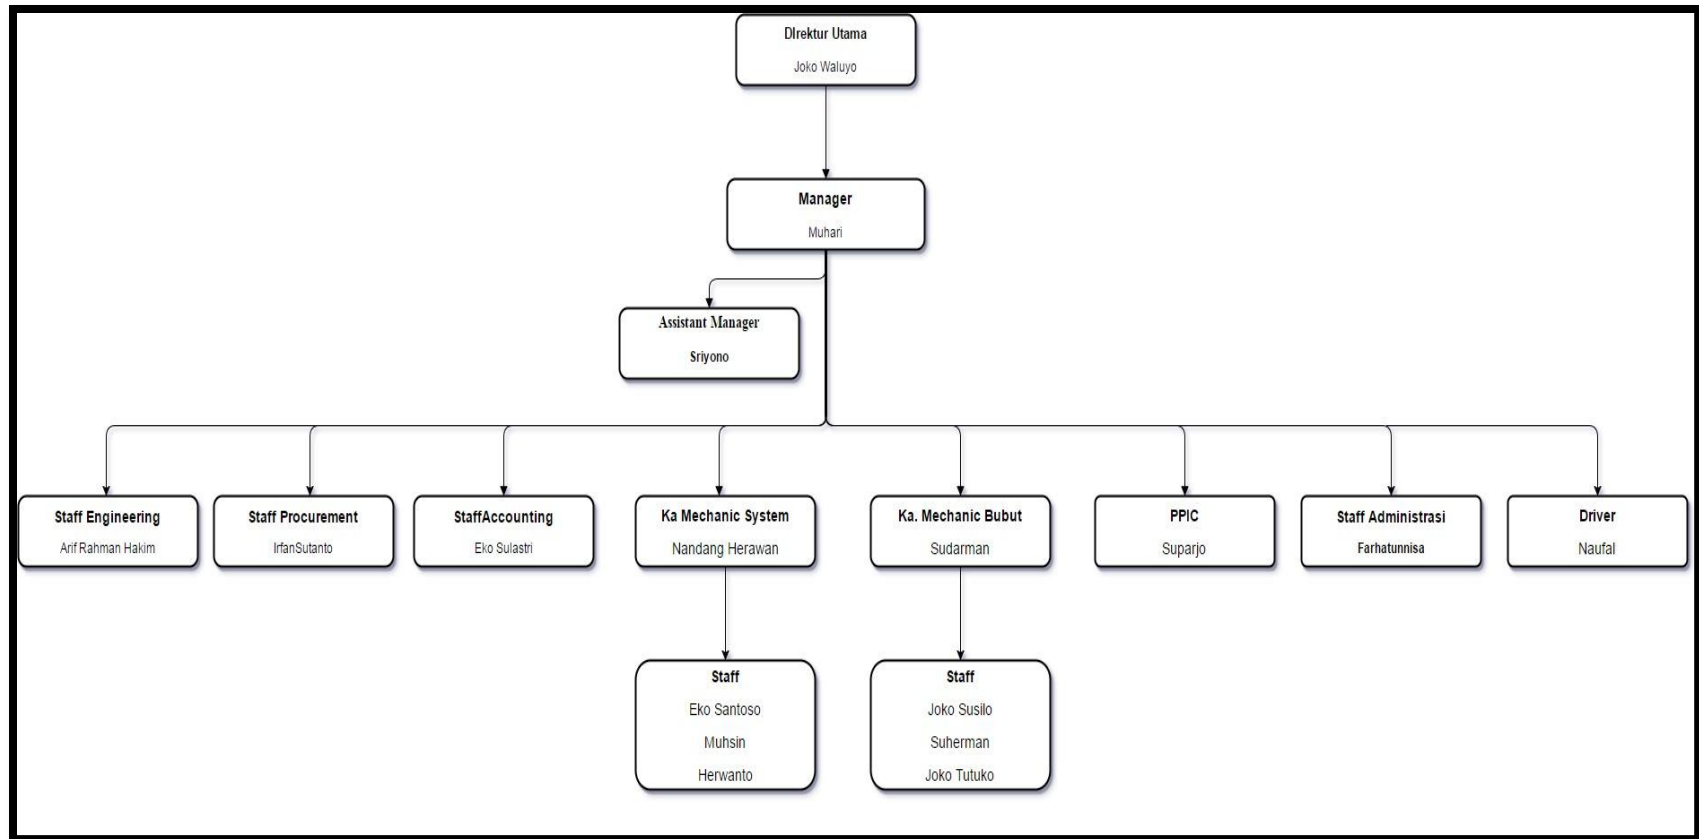 DIrektur Utama
Joko Waluyo
Manager
Muhari
Assistant Manager
Sriyono
Staff Engineering
Arif Rahman Hakim
Staff Procurement
IrfanSutanto
StaffAccounting
Eko Sulastri
Ka Mechanic System
Nandang Herawan
Ka. Mechanic Bubut
Sudarman
PPIC
Suparjo
Staff Administrasi
Farhatunnisa
Driver
Naufal
Staff
Eko Santoso
Muhsin
Herwanto
Staff
Joko Susilo
Suherman
Joko Tutuko